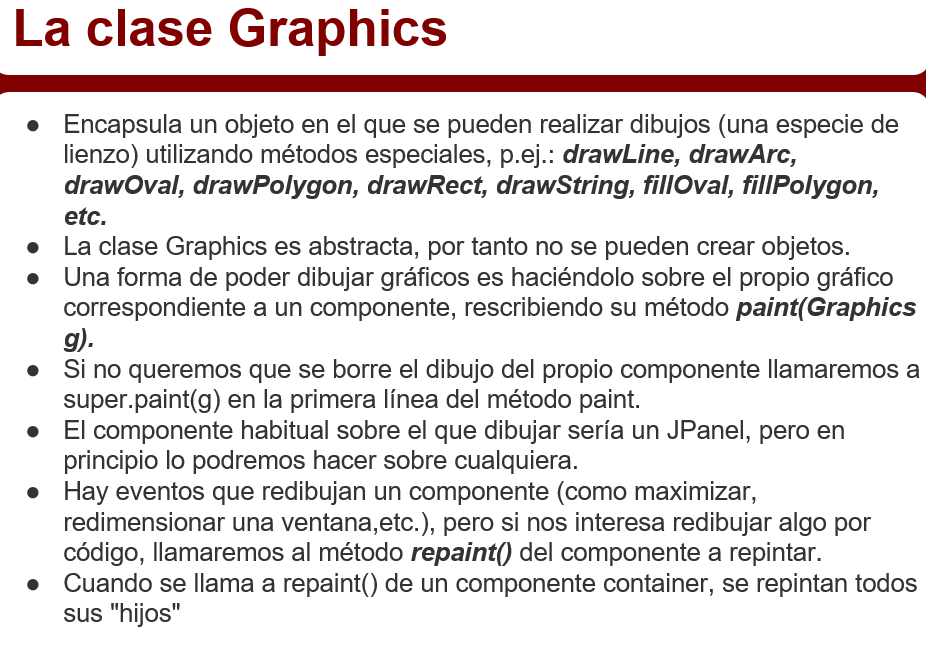 La clase Graphics
● Encapsula un objeto en el que se pueden realizar dibujos (una especie de
lienzo) utilizando métodos especiales, p.ej.: drawLine, drawArc,
drawOval, drawPolygon, drawRect, drawString, fillOval, fillPolygon,
etc.
● La clase Graphics es abstracta, por tanto no se pueden crear objetos.
● Una forma de poder dibujar gráficos es haciéndolo sobre el propio gráfico
correspondiente a un componente, rescribiendo su método paint(Graphics
g).
● Si no queremos que se borre el dibujo del propio componente llamaremos a
super.paint(g) en la primera línea del método paint.
● El componente habitual sobre el que dibujar sería un JPanel, pero en
principio lo podremos hacer sobre cualquiera.
● Hay eventos que redibujan un componente (como maximizar,
redimensionar una ventana,etc.), pero si nos interesa redibujar algo por
código, llamaremos al método repaint() del componente a repintar.
● Cuando se llama a repaint() de un componente container, se repintan todos
sus "hijos"